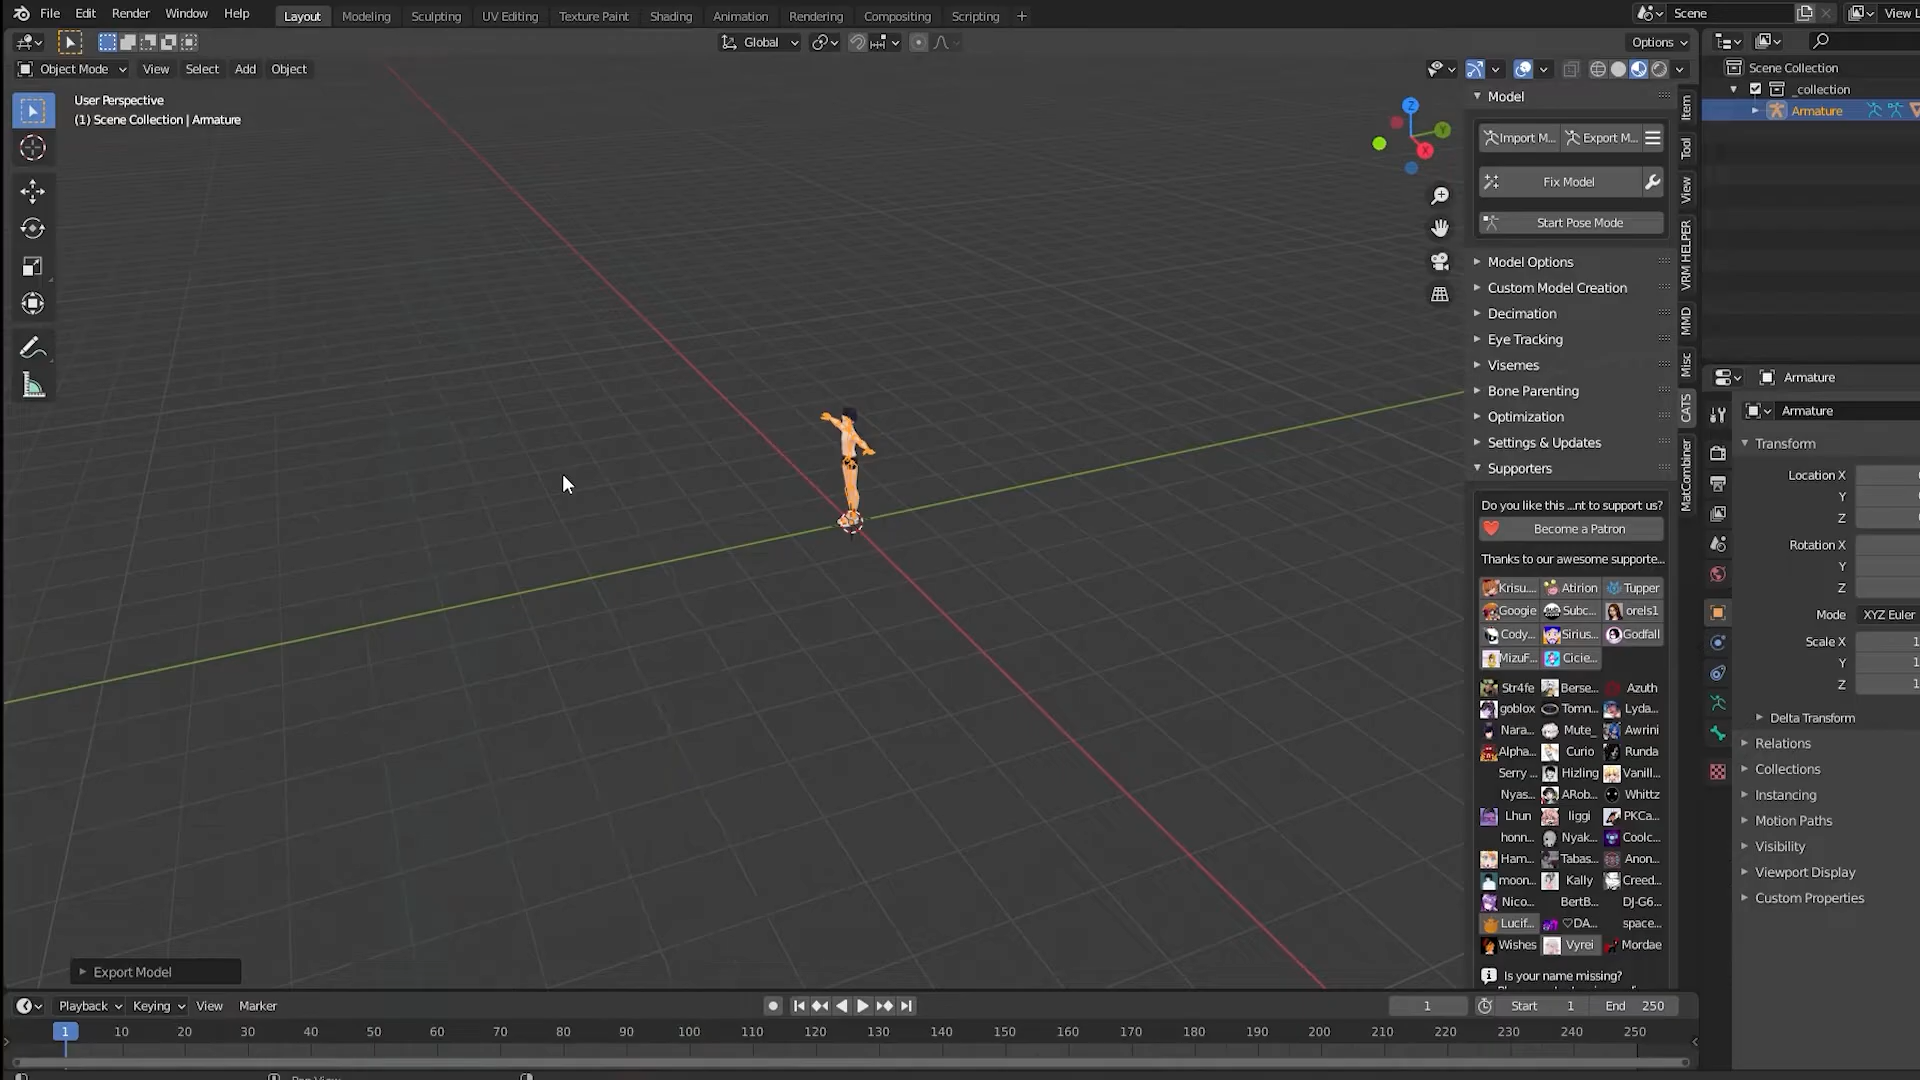 File Edit Render Window Help Layout Modeling Sculpting UV Editing Texture Paint Shading Animation Rendering Compositing Scripting + Scene View L
Global Options
Object Mode View Select Add Object
User Perspective
(1) Scene Collection | Armature
Z
Y
X
Model
Import M... Export M...
Fix Model
Start Pose Mode
Model Options
Custom Model Creation
Decimation
Eye Tracking
Visemes
Bone Parenting
Optimization
Settings & Updates
Supporters
Do you like this ...nt to support us?
Become a Patron
Thanks to our awesome supporte...
Krisu... Atirion Tupper
Googie Subc... orels1
Cody... Sirius... Godfall
MizuF... Cicie...
Str4fe Berse... Azuth
goblox Tomn... Lyda...
Nara... Mute_ Awrini
Alpha... Curio Runda
Serry ... Hizling Vanill...
Nyas... ARob... Whittz
Lhun Iiggi PKCa...
honn... Nyak... Coolc...
Ham... Tabas... Anon...
moon... Kally Creed...
Nico... BertB... DJ-G6...
Lucif... ♡DA... space...
Wishes Vyrei Mordae
Is your name missing?
Item
Tool
View
VRM HELPER
MMD
Misc
CATS
MatCombiner
Scene Collection
_collection
Armature
Armature
Armature
Transform
Location X
Y
Z
Rotation X
Y
Z
Mode XYZ Euler
Scale X 1
Y 1
Z 1
Delta Transform
Relations
Collections
Instancing
Motion Paths
Visibility
Viewport Display
Custom Properties
Export Model
Playback Keying View Marker 1 Start 1 End 250
1 10 20 30 40 50 60 70 80 90 100 110 120 130 140 150 160 170 180 190 200 210 220 230 240 250